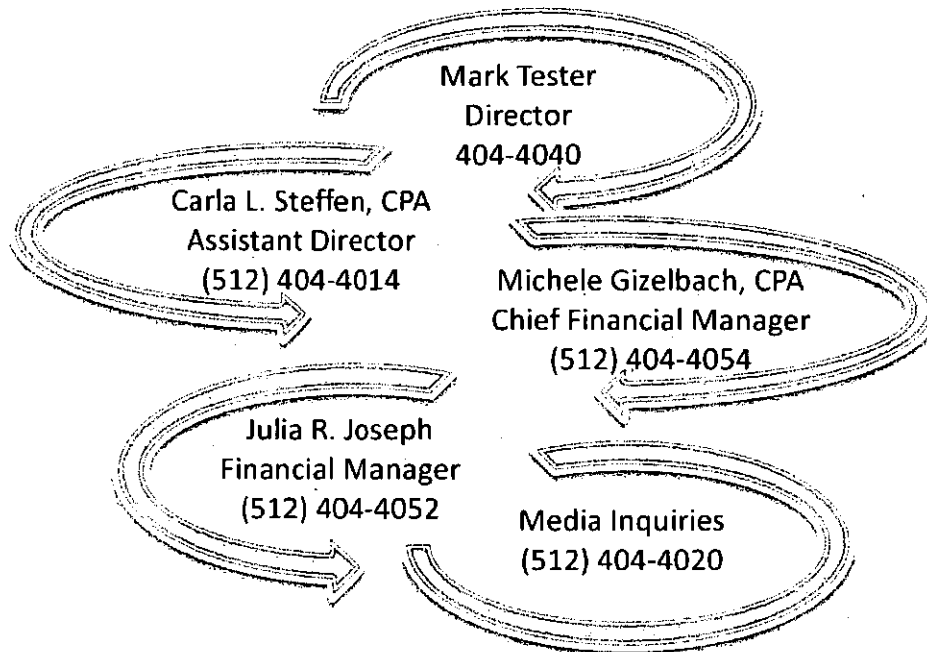 Mark Tester
Director
404-4040
Carla L. Steffen, CPA
Assistant Director
(512) 404-4014
Michele Gizelbach, CPA
Chief Financial Manager
(512) 404-4054
Julia R. Joseph
Financial Manager
(512) 404-4052
Media Inquiries
(512) 404-4020